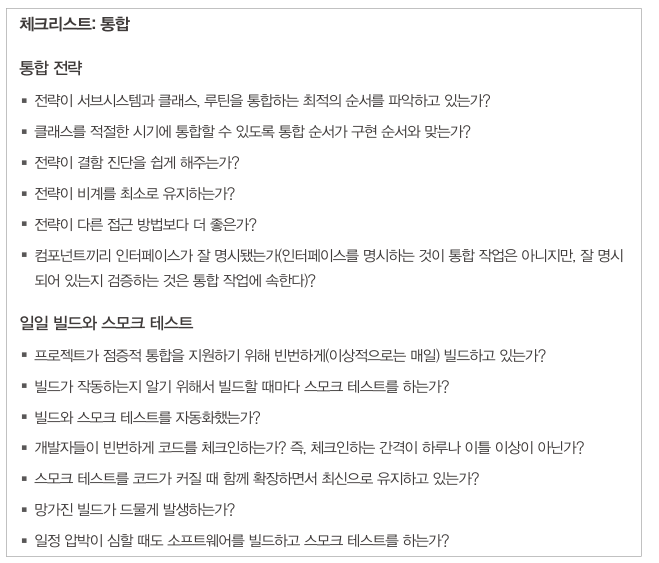 체크리스트: 통합
통합 전략
▪ 전략이 서브시스템과 클래스, 루틴을 통합하는 최적의 순서를 파악하고 있는가?
▪ 클래스를 적절한 시기에 통합할 수 있도록 통합 순서가 구현 순서와 맞는가?
▪ 전략이 결함 진단을 쉽게 해주는가?
▪ 전략이 비계를 최소로 유지하는가?
▪ 전략이 다른 접근 방법보다 더 좋은가?
▪ 컴포넌트끼리 인터페이스가 잘 명시됐는가(인터페이스를 명시하는 것이 통합 작업은 아니지만, 잘 명시
되어 있는지 검증하는 것은 통합 작업에 속한다)?
일일 빌드와 스모크 테스트
▪ 프로젝트가 점증적 통합을 지원하기 위해 빈번하게(이상적으로는 매일) 빌드하고 있는가?
▪ 빌드가 작동하는지 알기 위해서 빌드할 때마다 스모크 테스트를 하는가?
▪ 빌드와 스모크 테스트를 자동화했는가?
▪ 개발자들이 빈번하게 코드를 체크인하는가? 즉, 체크인하는 간격이 하루나 이틀 이상이 아닌가?
▪ 스모크 테스트를 코드가 커질 때 함께 확장하면서 최신으로 유지하고 있는가?
▪ 망가진 빌드가 드물게 발생하는가?
▪ 일정 압박이 심할 때도 소프트웨어를 빌드하고 스모크 테스트를 하는가?